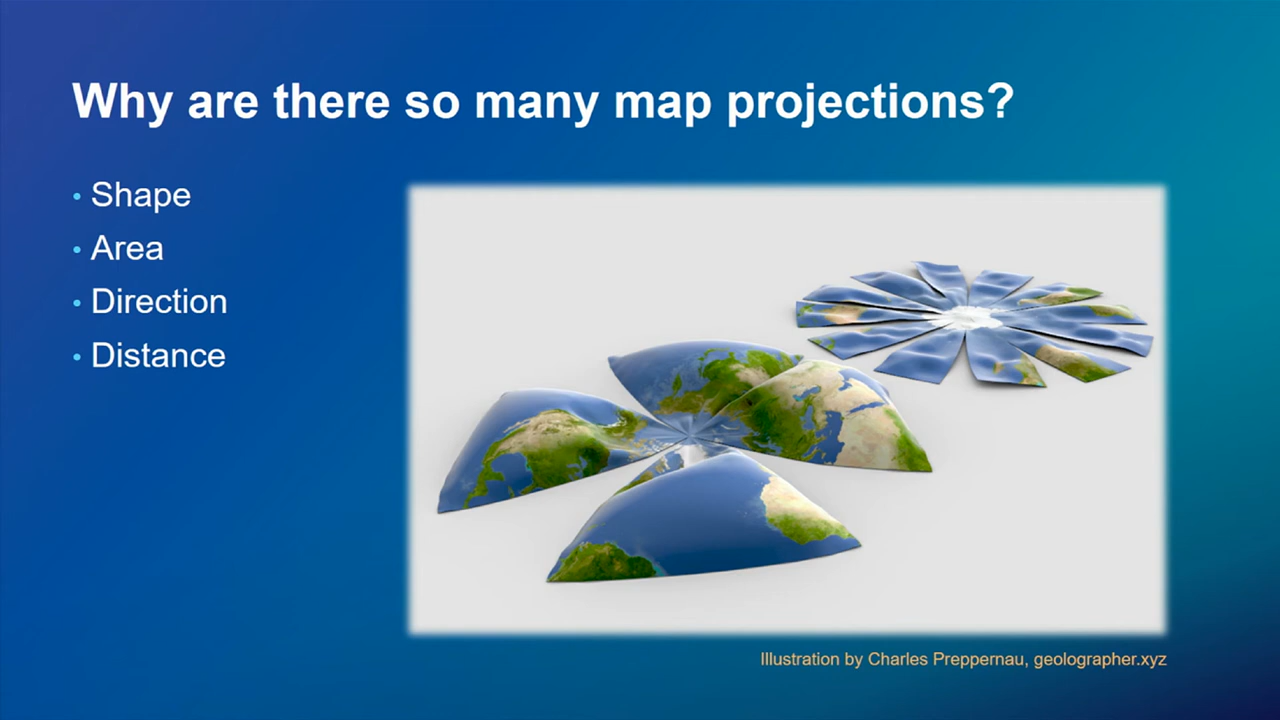 Why are there so many map projections?
• Shape
• Area
• Direction
• Distance
Illustration by Charles Preppernau, geolographer.xyz